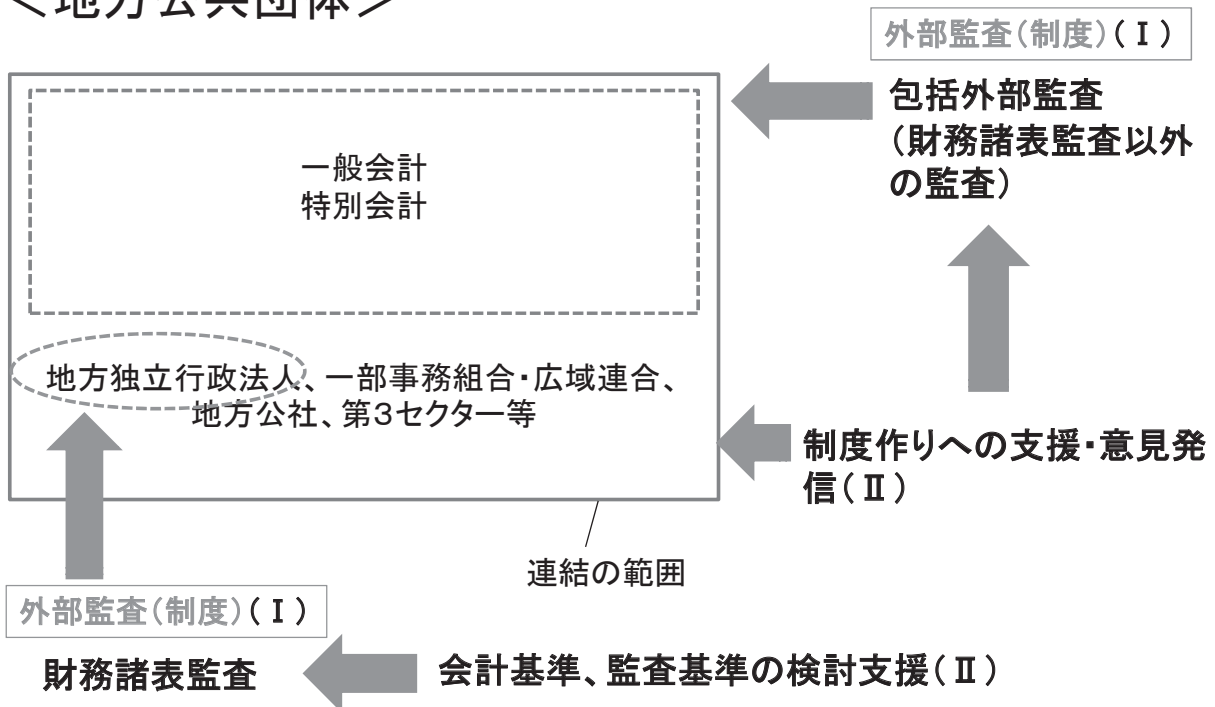 ＜地方公共団体＞
外部監査(制度)(Ⅰ)
包括外部監査
(財務諸表監査以外
の監査)
一般会計
特別会計
地方独立行政法人、一部事務組合・広域連合、
地方公社、第３セクター等
制度作りへの支援・意見発
信(Ⅱ)
連結の範囲
外部監査(制度)(Ⅰ)
財務諸表監査
会計基準、監査基準の検討支援(Ⅱ)